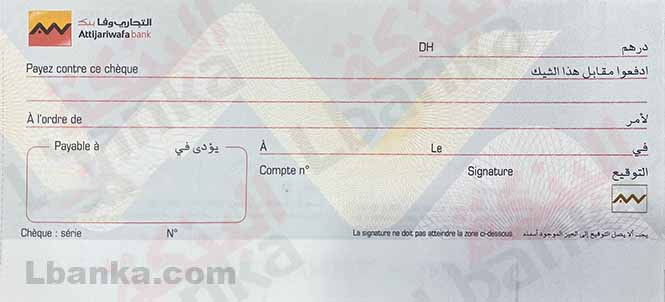 التجاري وفا بنك
Attijariwafa bank
DH درهم
Payez contre ce chèque ادفعوا مقابل هذا الشيك
À l'ordre de لأمر
Payable à يؤدى في
À Le في
Compte n° Signature التوقيع
Chèque : série N°
La signature ne doit pas atteindre la zone ci-dessous يجب ألا يصل التوقيع إلى الحيز الموجود أسفله
Lbanka.com